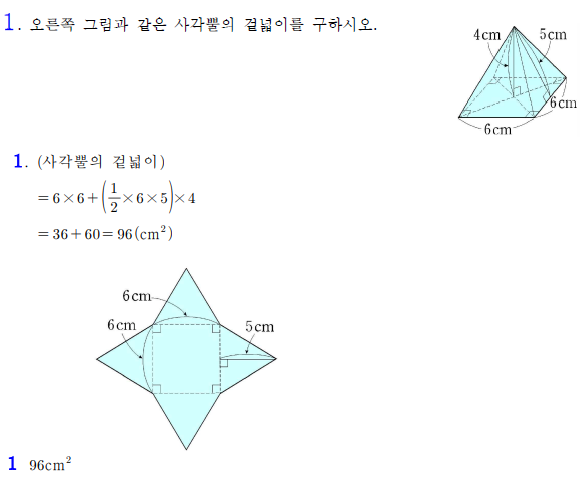 1. 오른쪽 그림과 같은 사각뿔의 겉넓이를 구하시오.
4cm 5cm
6cm
6cm
1. (사각뿔의 겉넓이)
=6×6+(1/2×6×5)×4
=36+60=96(cm²)
6cm
6cm 5cm
1 96cm²